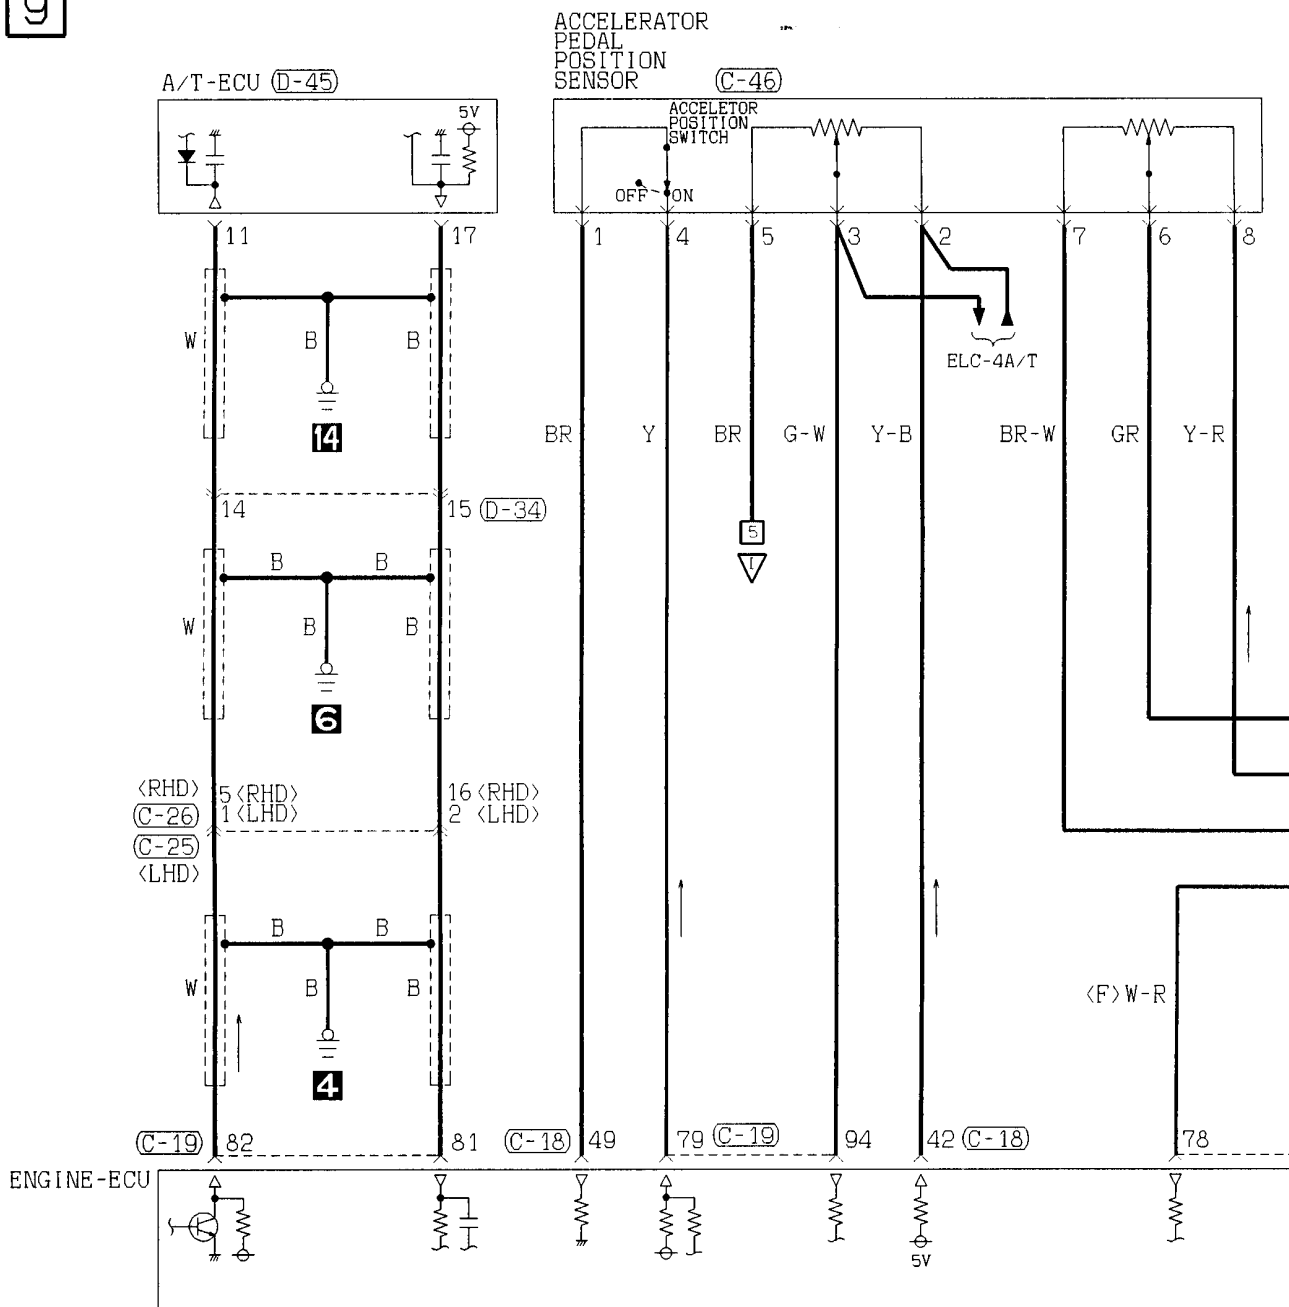 9
ACCELERATOR
PEDAL
POSITION
SENSOR (C-46)
A/T-ECU (D-45)
5V
ACCELETOR
POSITION
SWITCH
OFF ON
11 17 1 4 5 3 2 7 6 8
W B B
ELC-4A/T
14
BR Y BR G-W Y-B BR-W GR Y-R
14 15 (D-34)
5
I
B B
W B B
6
<RHD> 5<RHD> 16<RHD>
(C-26) 1<LHD> 2 <LHD>
(C-25)
<LHD>
B B
W B B
<F>W-R
4
(C-19) 82 81 (C-18) 49 79 (C-19) 94 42 (C-18) 78
ENGINE-ECU
5V